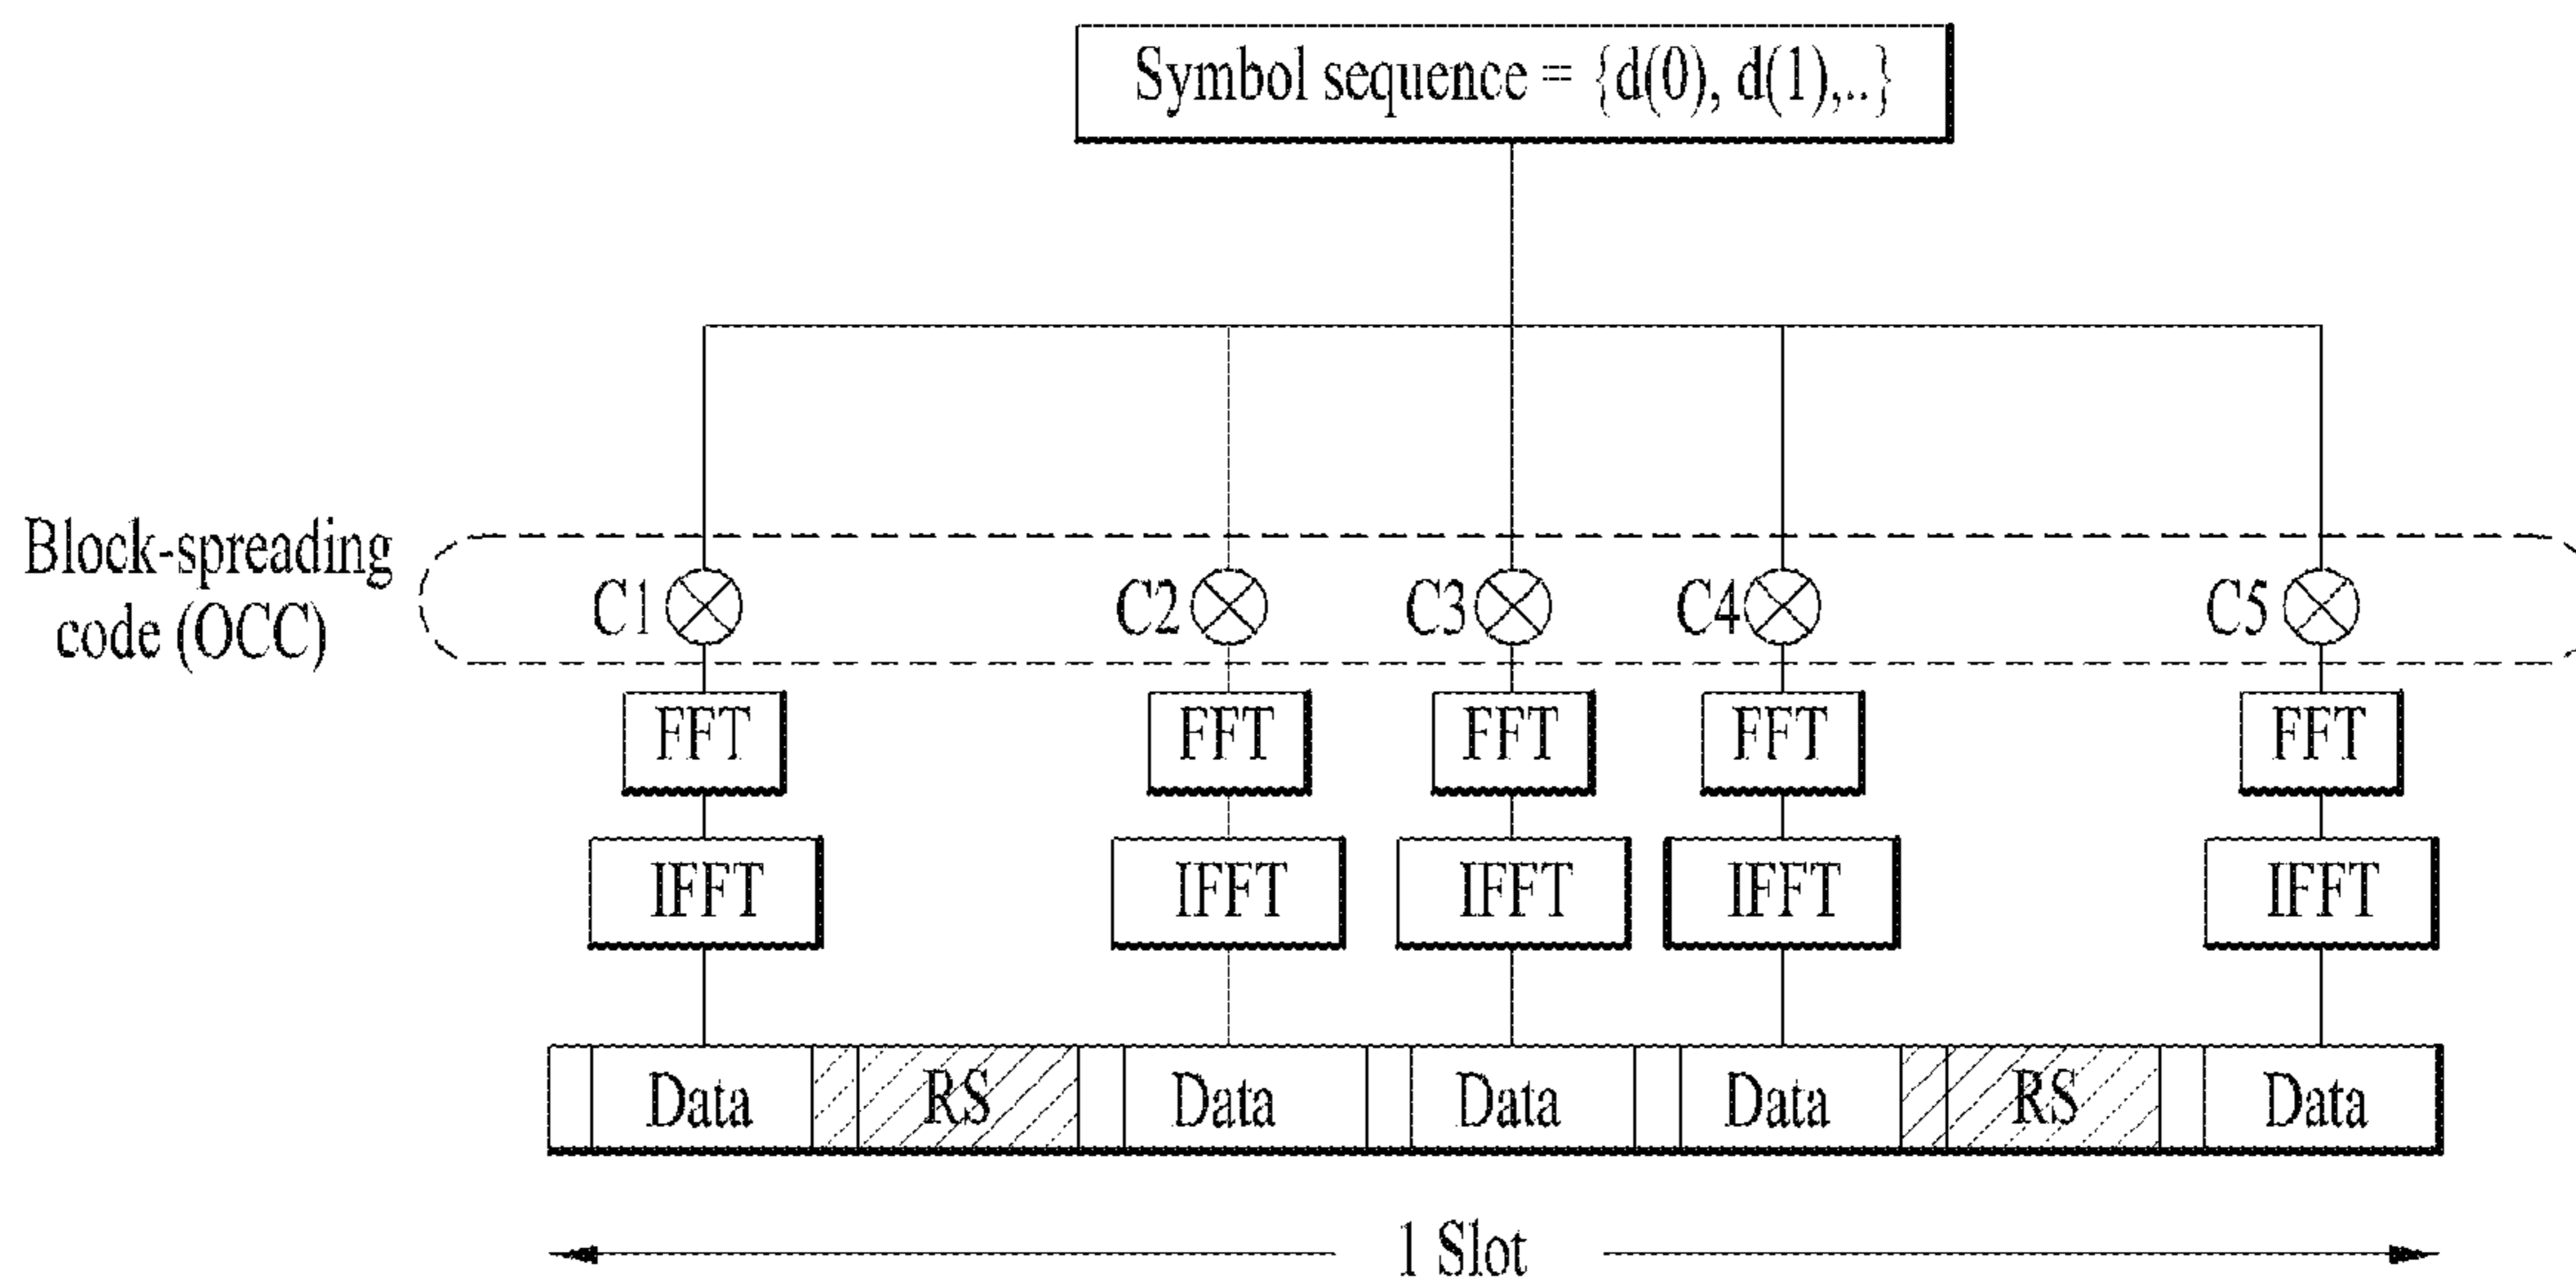 Symbol sequence = {d(0), d(1),..}
Block-spreading
code (OCC)
C1 C2 C3 C4 C5
FFT FFT FFT FFT FFT
IFFT IFFT IFFT IFFT IFFT
Data RS Data Data Data RS Data
1 Slot